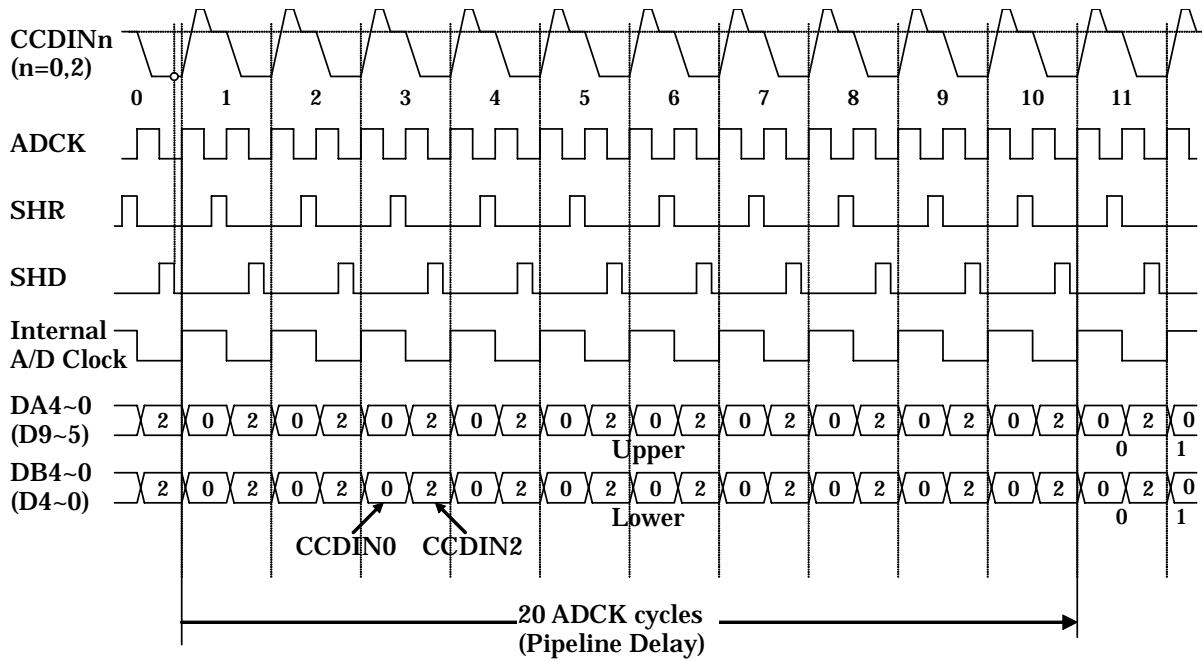 CCDINn
(n=0,2)
0 1 2 3 4 5 6 7 8 9 10 11
ADCK
SHR
SHD
Internal
A/D Clock
DA4~0
(D9~5)
2 0 2 0 2 0 2 0 2 0 2 0 2 0 2 0 2 0 2 0 2 0 2 0
Upper 0 1
DB4~0
(D4~0)
2 0 2 0 2 0 2 0 2 0 2 0 2 0 2 0 2 0 2 0 2 0 2 0
Lower 0 1
CCDIN0 CCDIN2
20 ADCK cycles
(Pipeline Delay)